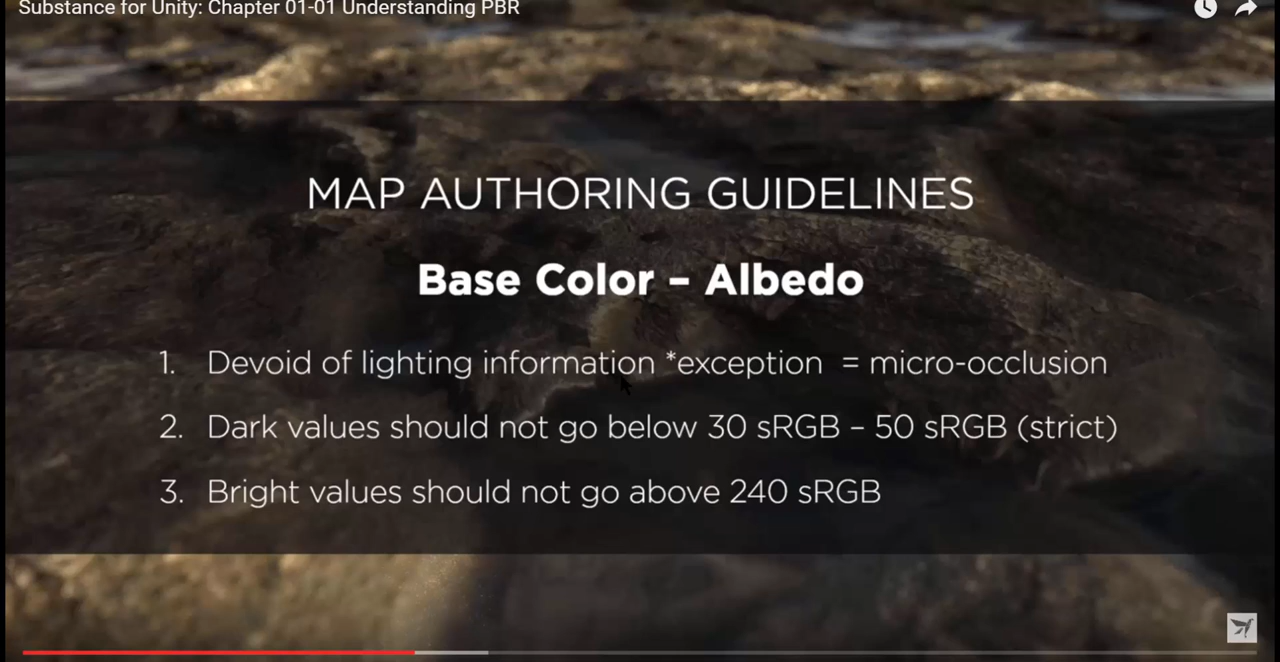 Substance for Unity: Chapter 01-01 Understanding PBR
MAP AUTHORING GUIDELINES
Base Color – Albedo
1. Devoid of lighting information *exception = micro-occlusion
2. Dark values should not go below 30 sRGB – 50 sRGB (strict)
3. Bright values should not go above 240 sRGB